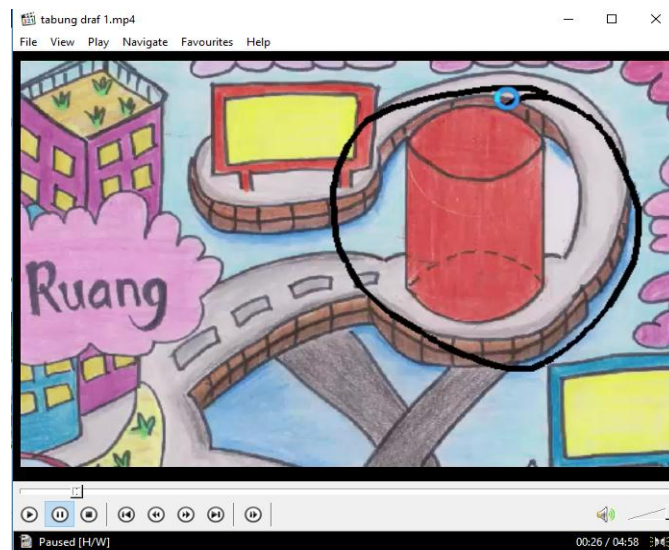 tabung draf 1.mp4
File View Play Navigate Favourites Help
Ruang
Paused [H/W]
00:26 / 04:58